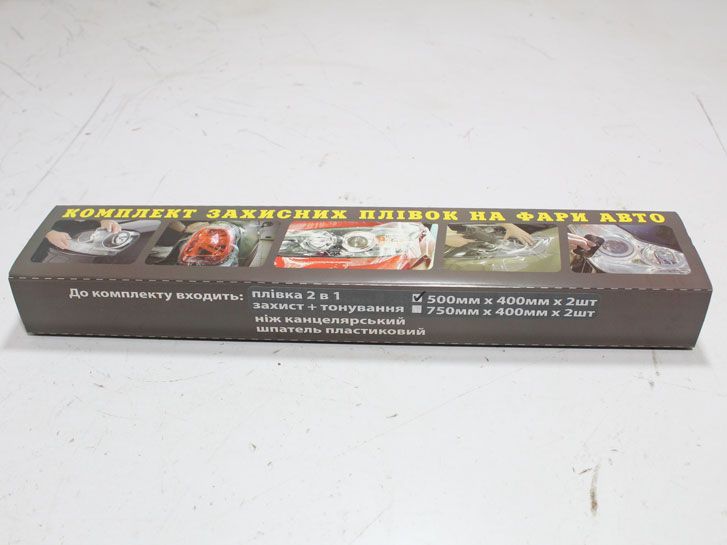 КОМПЛЕКТ ЗАХИСНИХ ПЛІВОК НА ФАРИ АВТО
До комплекту входить: плівка 2 в 1 500мм х 400мм х 2шт
захист + тонування 750мм х 400мм х 2шт
ніж канцелярський
шпатель пластиковий